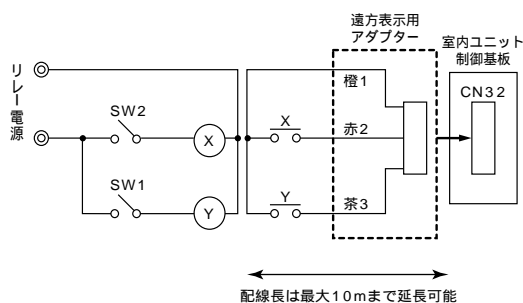 遠方表示用
アダプター
室内ユニット
制御基板
リレー電源
橙1
CN32
SW2
X
X
赤2
SW1
Y
Y
茶3
配線長は最大10mまで延長可能